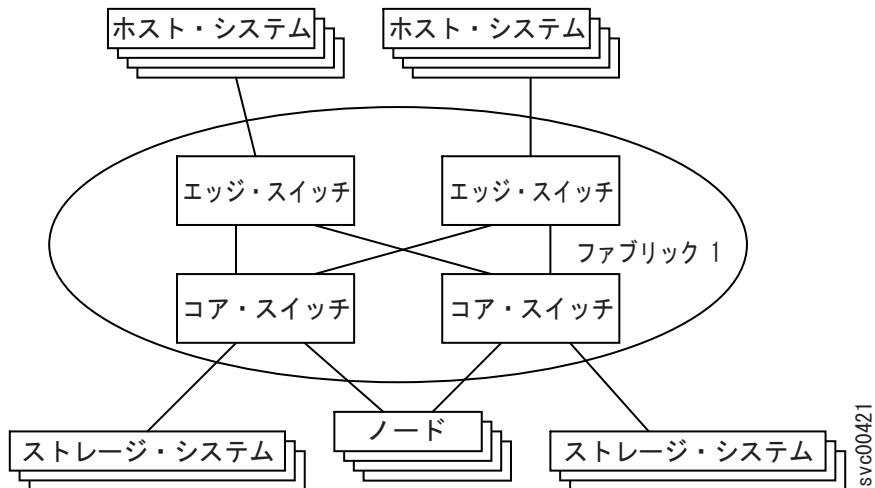 ホスト・システム
ホスト・システム
エッジ・スイッチ
エッジ・スイッチ
ファブリック 1
コア・スイッチ
コア・スイッチ
ノード
ストレージ・システム
ストレージ・システム
svc00421